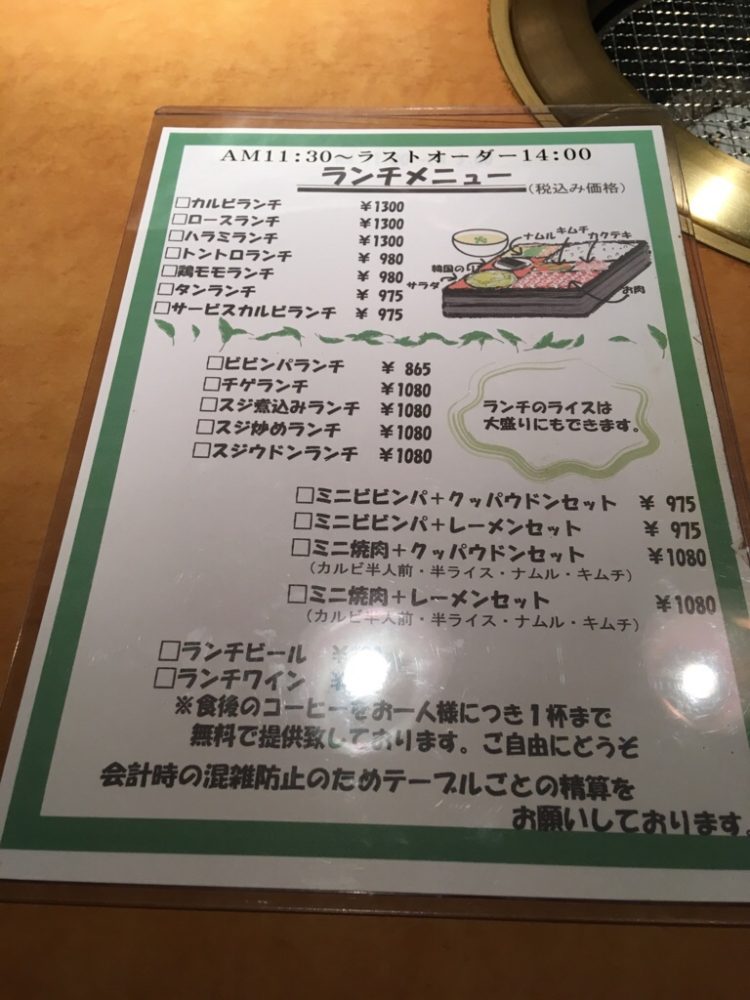 AM11:30〜ラストオーダー14:00
ランチメニュー
(税込み価格)
□カルビランチ ￥1300
□ロースランチ ￥1300
□ハラミランチ ￥1300
□トントロランチ ￥ 980
□鶏モモランチ ￥ 980
□タンランチ ￥ 975
□サービスカルビランチ ￥ 975
ナムル キムチ カクテキ
韓国のり
サラダ
お肉
□ビビンパランチ ￥ 865
□チゲランチ ￥1080
□スジ煮込みランチ ￥1080
□スジ炒めランチ ￥1080
□スジウドンランチ ￥1080
ランチのライスは
大盛りにもできます。
□ミニビビンパ＋クッパウドンセット ￥ 975
□ミニビビンパ＋レーメンセット ￥ 975
□ミニ焼肉＋クッパウドンセット ￥1080
(カルビ半人前・半ライス・ナムル・キムチ)
□ミニ焼肉＋レーメンセット ￥1080
(カルビ半人前・半ライス・ナムル・キムチ)
□ランチビール
□ランチワイン
※食後のコーヒーをお一人様につき１杯まで
無料で提供致しております。ご自由にどうぞ
会計時の混雑防止のためテーブルごとの精算を
お願いしております。